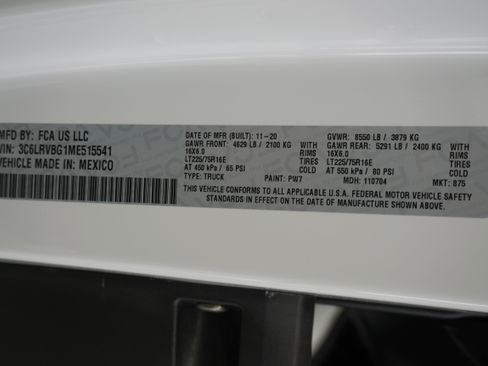 MFD BY: FCA US LLC
VIN: 3C6LRVBG1ME515541
VEHICLE MADE IN: MEXICO
DATE OF MFR (BUILT): 11-20
GAWR FRONT: 4629 LB / 2100 KG WITH
16X6.0 RIMS
LT225/75R16E TIRES
AT 450 kPa / 65 PSI COLD
TYPE: TRUCK PAINT: PW7
GVWR: 8550 LB / 3879 KG
GAWR REAR: 5291 LB / 2400 KG WITH
16X6.0 RIMS
LT225/75R16E TIRES
AT 550 kPa / 80 PSI COLD
MDH: 110704 MKT: 875
THIS VEHICLE CONFORMS TO ALL APPLICABLE U.S.A. FEDERAL MOTOR VEHICLE SAFETY
STANDARDS IN EFFECT ON THE DATE OF MANUFACTURE SHOWN ABOVE.